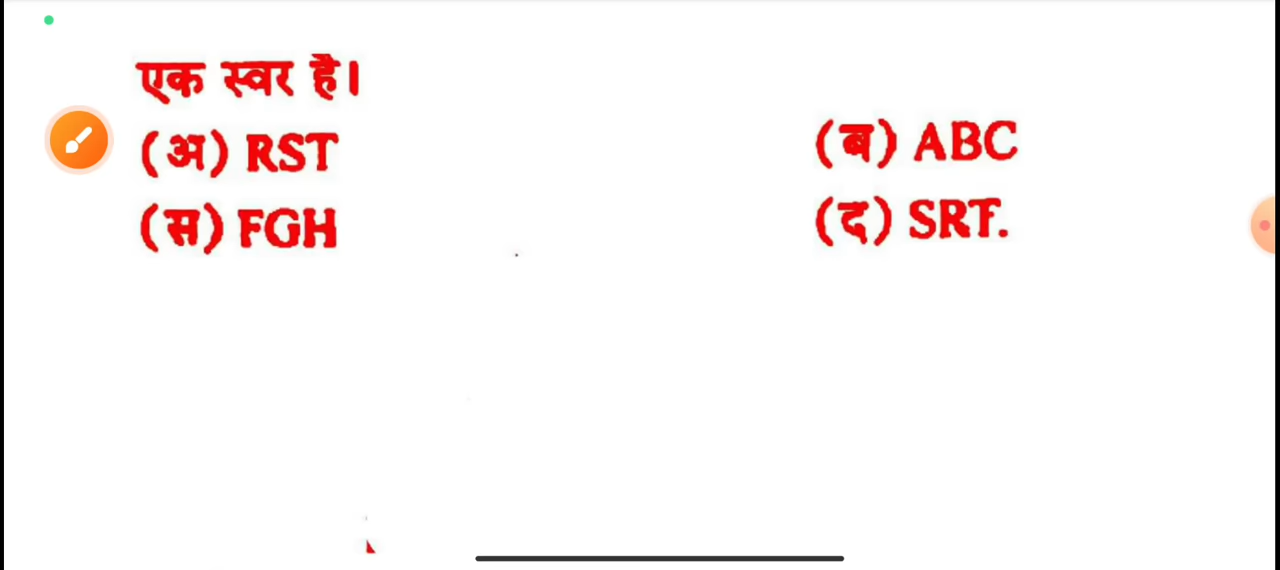 एक स्वर है।
(अ) RST (ब) ABC
(स) FGH (द) SRT.